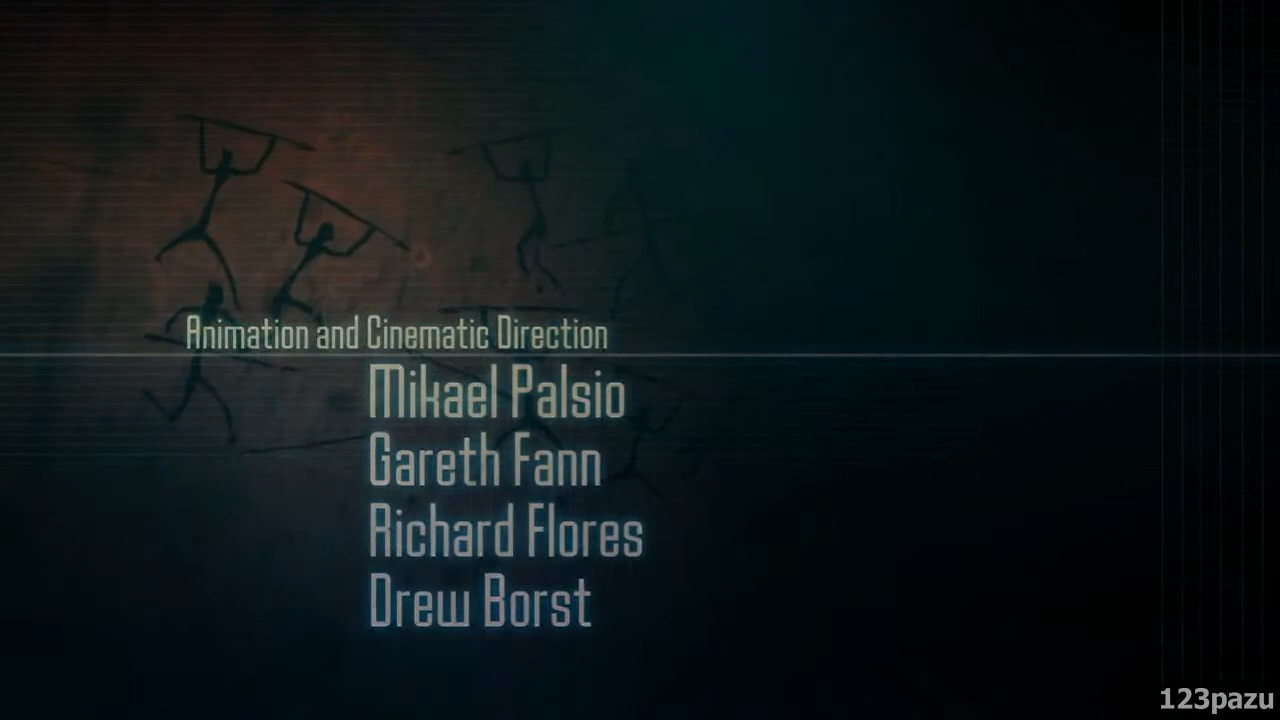 Animation and Cinematic Direction
Mikael Palsio
Gareth Fann
Richard Flores
Drew Borst
123pazu